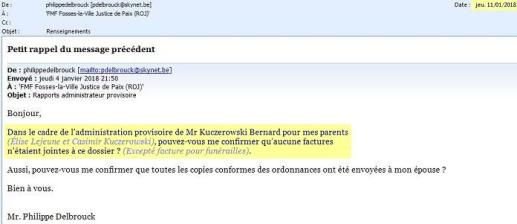 De : philippedelbrouck [pdelbrouck@skynet.be] Date : jeu. 11/01/2018
À : 'FMF Fosses-la-Ville Justice de Paix (ROJ)'
Cc :
Objet : Renseignements
Petit rappel du message précédent
De : philippedelbrouck [mailto:pdelbrouck@skynet.be]
Envoyé : jeudi 4 janvier 2018 21:50
À : 'FMF Fosses-la-Ville Justice de Paix (ROJ)'
Objet : Rapports administrateur provisoire
Bonjour,
Dans le cadre de l'administration provisoire de Mr Kuczerowski Bernard pour mes parents
(Élise Lejeune et Casimir Kuczerowski), pouvez-vous me confirmer qu'aucune factures
n'étaient jointes à ce dossier ? (Excepté facture pour funérailles).
Aussi, pouvez-vous me confirmer que toutes les copies conformes des ordonnances ont été envoyées à mon épouse ?
Bien à vous.
Mr. Philippe Delbrouck